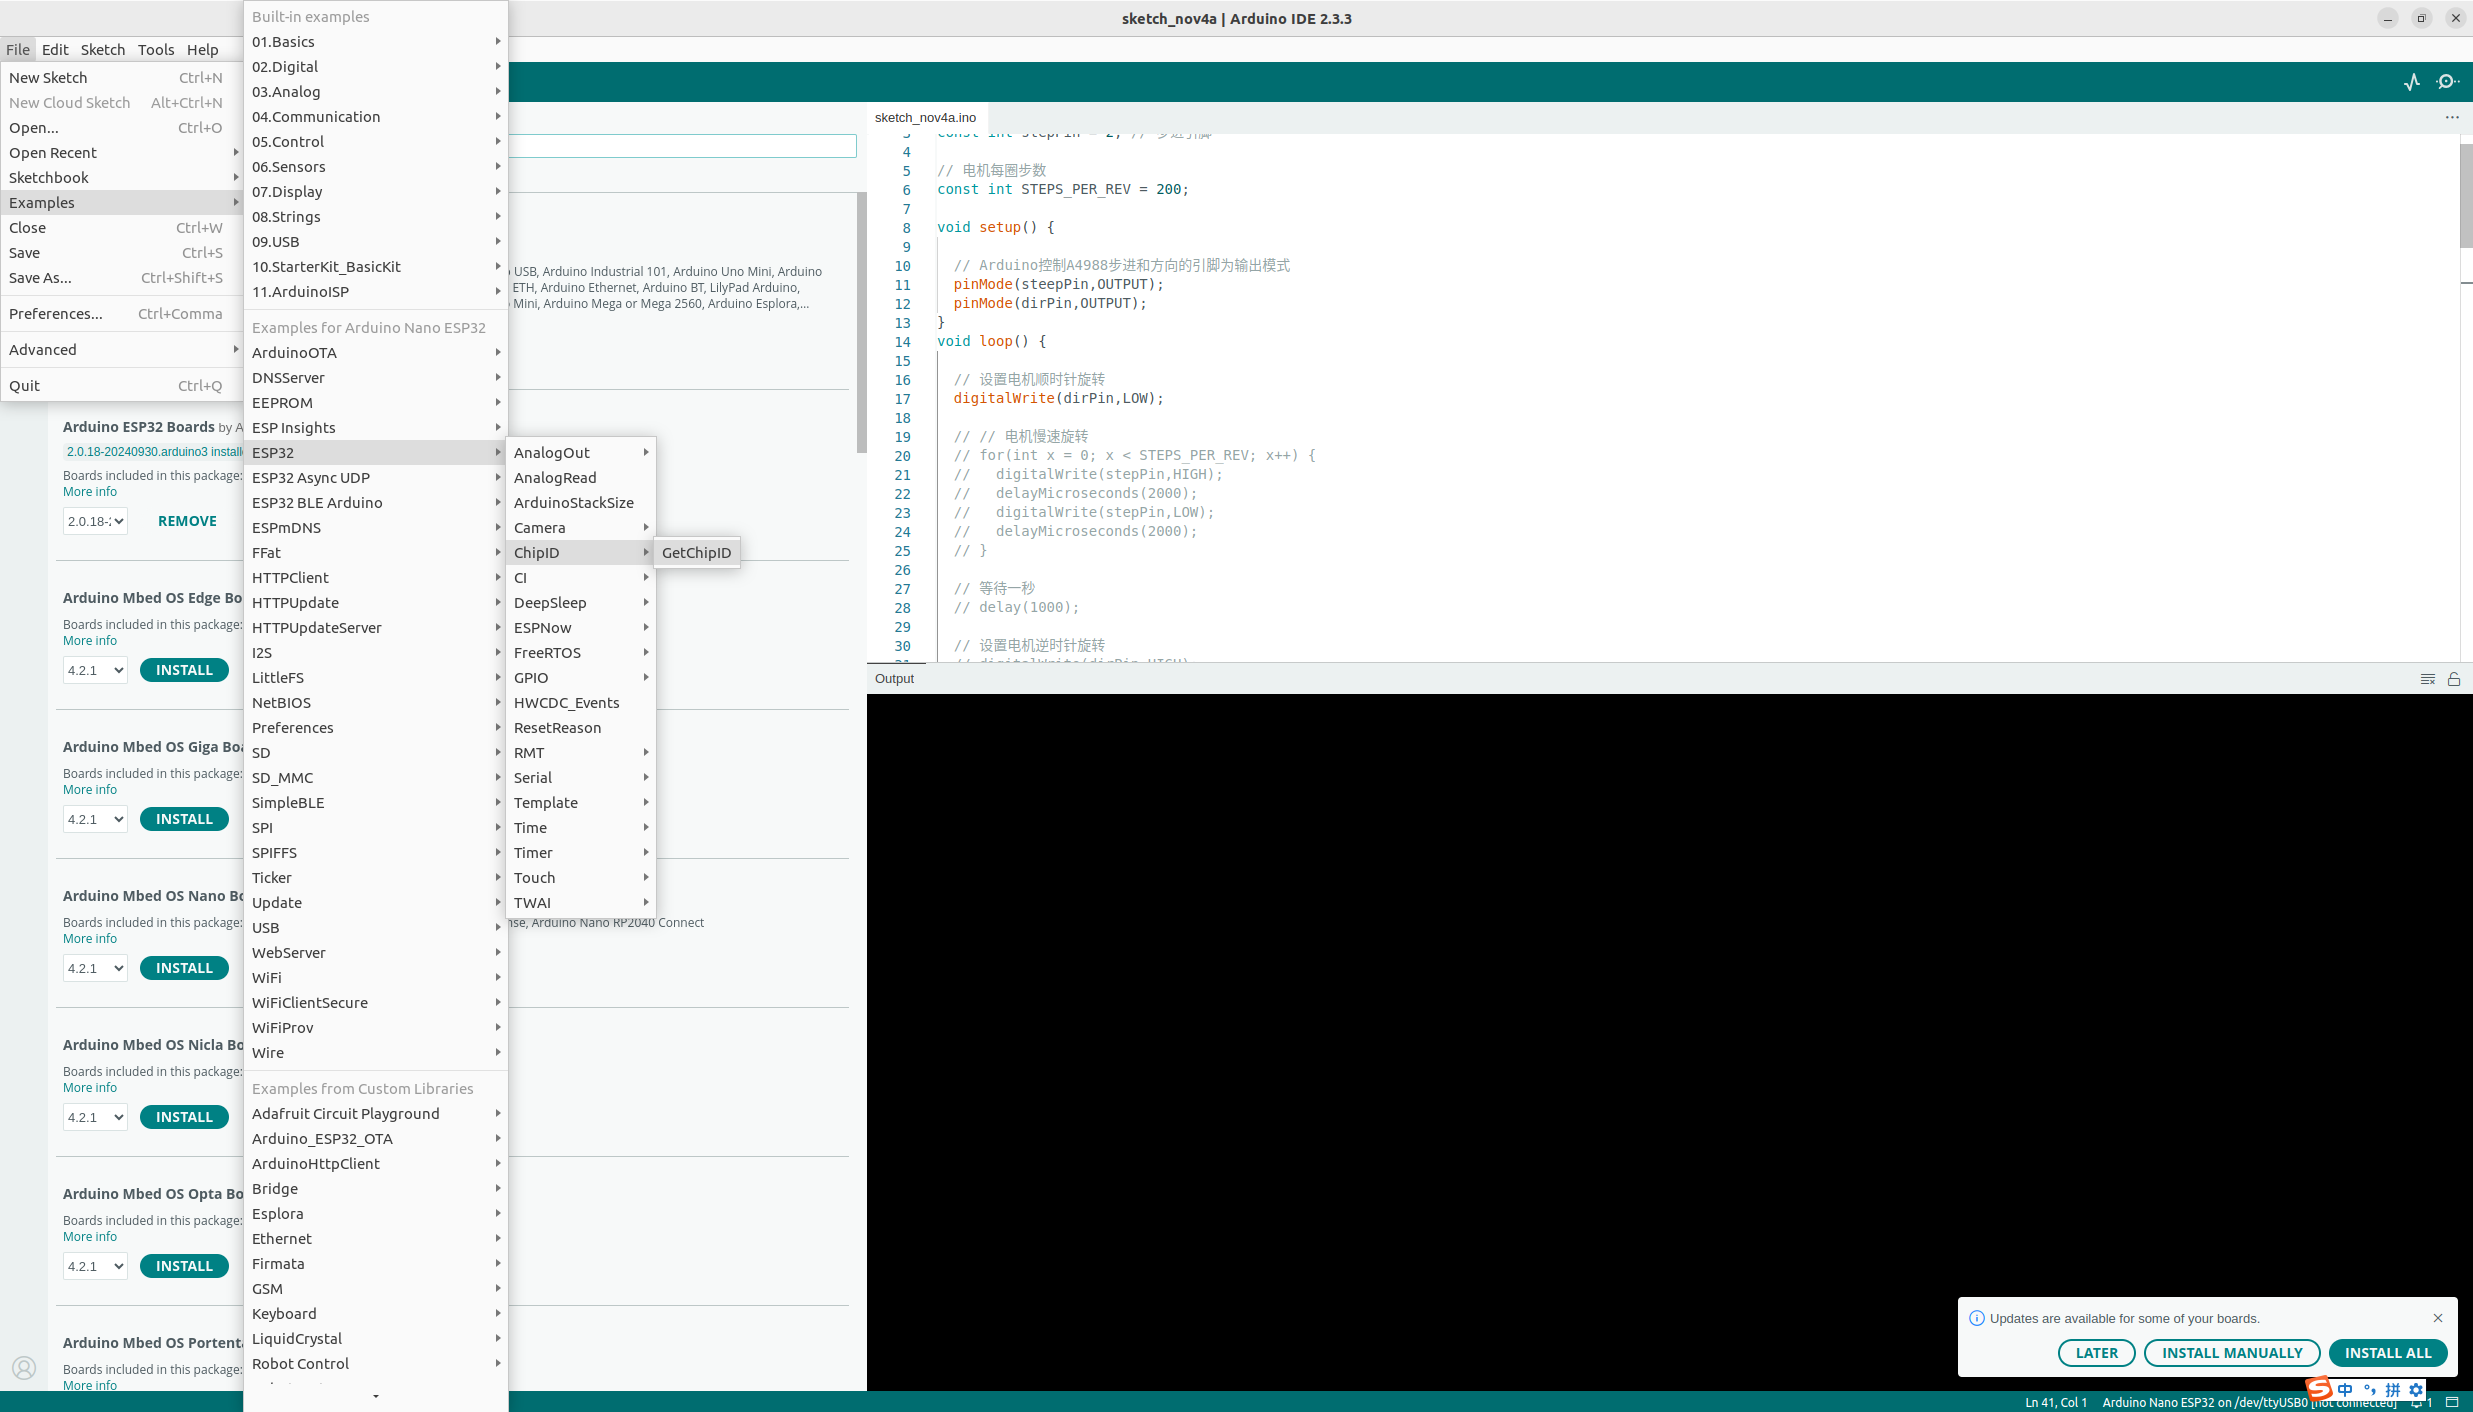 sketch_nov4a | Arduino IDE 2.3.3
File Edit Sketch Tools Help
New Sketch Ctrl+N
New Cloud Sketch Alt+Ctrl+N
Open... Ctrl+O
Open Recent
Sketchbook
Examples
Close Ctrl+W
Save Ctrl+S
Save As... Ctrl+Shift+S
Preferences... Ctrl+Comma
Advanced
Quit Ctrl+Q
Built-in examples
01.Basics
02.Digital
03.Analog
04.Communication
05.Control
06.Sensors
07.Display
08.Strings
09.USB
10.StarterKit_BasicKit
11.ArduinoISP
Examples for Arduino Nano ESP32
ArduinoOTA
DNSServer
EEPROM
ESP Insights
ESP32
ESP32 Async UDP
ESP32 BLE Arduino
ESPmDNS
FFat
HTTPClient
HTTPUpdate
HTTPUpdateServer
I2S
LittleFS
NetBIOS
Preferences
SD
SD_MMC
SimpleBLE
SPI
SPIFFS
Ticker
Update
USB
WebServer
WiFi
WiFiClientSecure
WiFiProv
Wire
Examples from Custom Libraries
Adafruit Circuit Playground
Arduino_ESP32_OTA
ArduinoHttpClient
Bridge
Esplora
Ethernet
Firmata
GSM
Keyboard
LiquidCrystal
Robot Control
AnalogOut
AnalogRead
ArduinoStackSize
Camera
ChipID
CI
DeepSleep
ESPNow
FreeRTOS
GPIO
HWCDC_Events
ResetReason
RMT
Serial
Template
Time
Timer
Touch
TWAI
GetChipID
USB, Arduino Industrial 101, Arduino Uno Mini, Arduino
ETH, Arduino Ethernet, Arduino BT, LilyPad Arduino,
Mini, Arduino Mega or Mega 2560, Arduino Esplora,...
Arduino ESP32 Boards by A
2.0.18-20240930.arduino3 install
Boards included in this package:
More info
2.0.18- REMOVE
Arduino Mbed OS Edge Bo
Boards included in this package:
More info
4.2.1 INSTALL
Arduino Mbed OS Giga Boa
Boards included in this package:
More info
4.2.1 INSTALL
Arduino Mbed OS Nano Bo
Boards included in this package:
nse, Arduino Nano RP2040 Connect
More info
4.2.1 INSTALL
Arduino Mbed OS Nicla Bo
Boards included in this package:
More info
4.2.1 INSTALL
Arduino Mbed OS Opta Bo
Boards included in this package:
More info
4.2.1 INSTALL
Arduino Mbed OS Portenta
Boards included in this package:
More info
sketch_nov4a.ino
3 const int stepPin = 2; // 步进引脚
4
5 // 电机每圈步数
6 const int STEPS_PER_REV = 200;
7
8 void setup() {
9
10 // Arduino控制A4988步进和方向的引脚为输出模式
11 pinMode(steepPin,OUTPUT);
12 pinMode(dirPin,OUTPUT);
13 }
14 void loop() {
15
16 // 设置电机顺时针旋转
17 digitalWrite(dirPin,LOW);
18
19 // // 电机慢速旋转
20 // for(int x = 0; x < STEPS_PER_REV; x++) {
21 // digitalWrite(stepPin,HIGH);
22 // delayMicroseconds(2000);
23 // digitalWrite(stepPin,LOW);
24 // delayMicroseconds(2000);
25 // }
26
27 // 等待一秒
28 // delay(1000);
29
30 // 设置电机逆时针旋转
31 // digitalWrite(dirPin,HIGH)
Output
Updates are available for some of your boards.
LATER INSTALL MANUALLY INSTALL ALL
中 拼
Ln 41, Col 1 Arduino Nano ESP32 on /dev/ttyUSB0 [not connected] 1